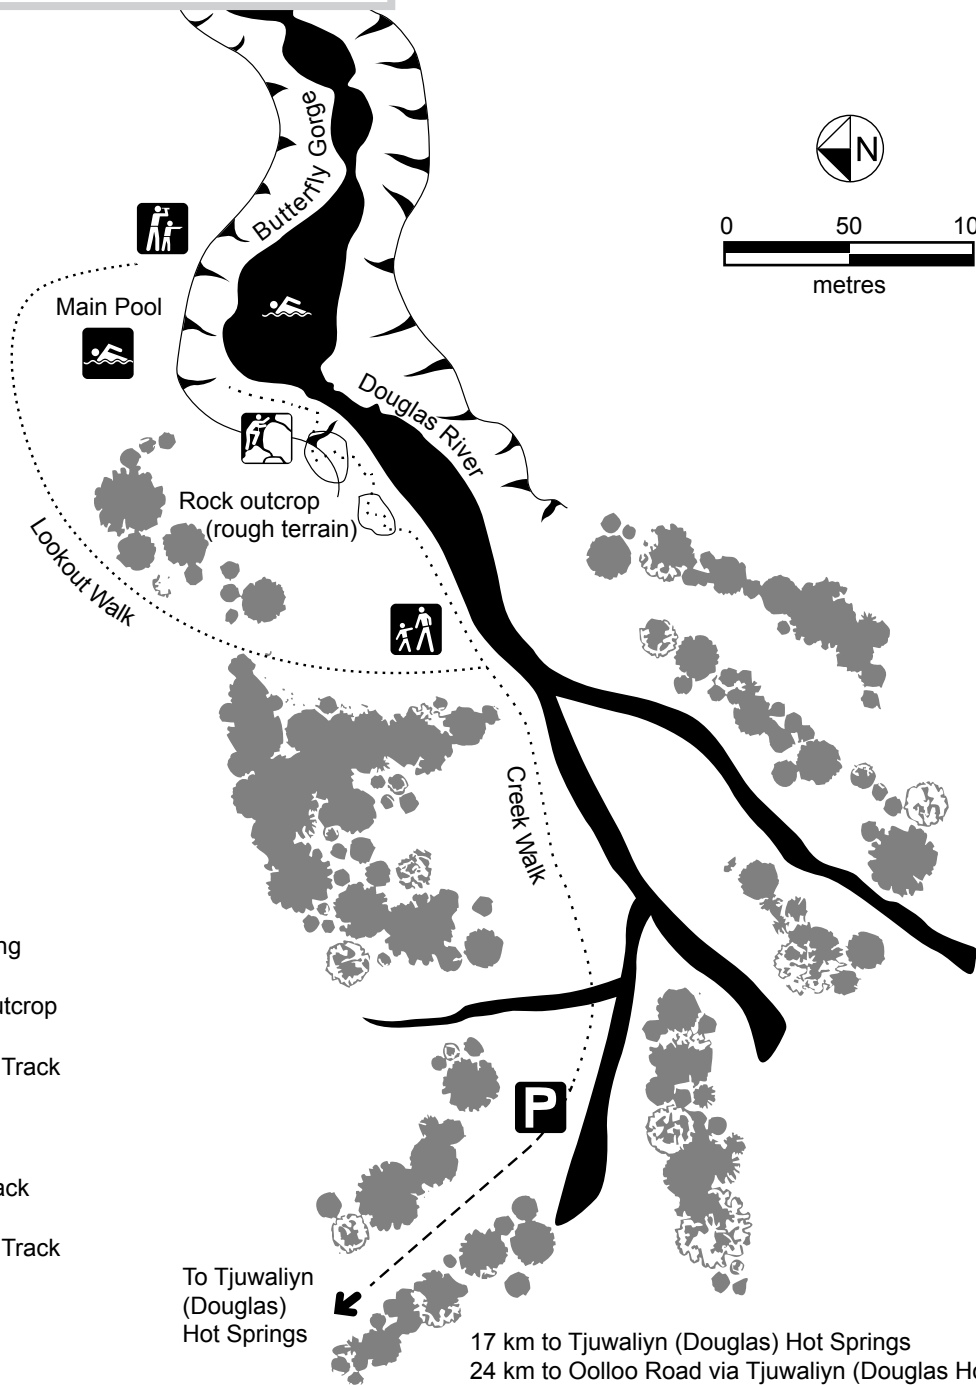 Butterfly Gorge
N
0 50 10
metres
Main Pool
Douglas River
Rock outcrop
(rough terrain)
Lookout Walk
Creek Walk
ng
utcrop
Track
ack
Track
P
To Tjuwaliyn
(Douglas)
Hot Springs
17 km to Tjuwaliyn (Douglas) Hot Springs
24 km to Oolloo Road via Tjuwaliyn (Douglas Ho